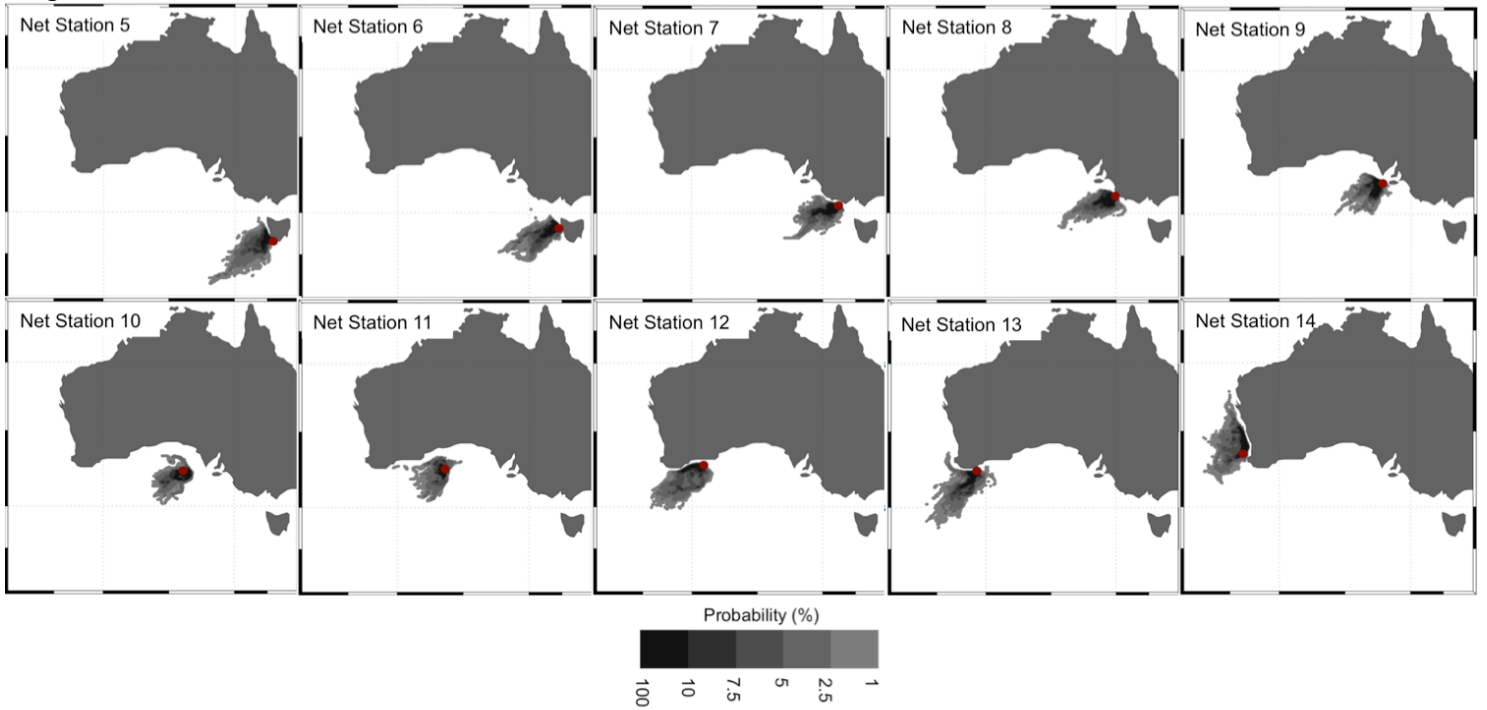 Net Station 5
Net Station 6
Net Station 7
Net Station 8
Net Station 9
Net Station 10
Net Station 11
Net Station 12
Net Station 13
Net Station 14
Probability (%)
100
10
7.5
5
2.5
1